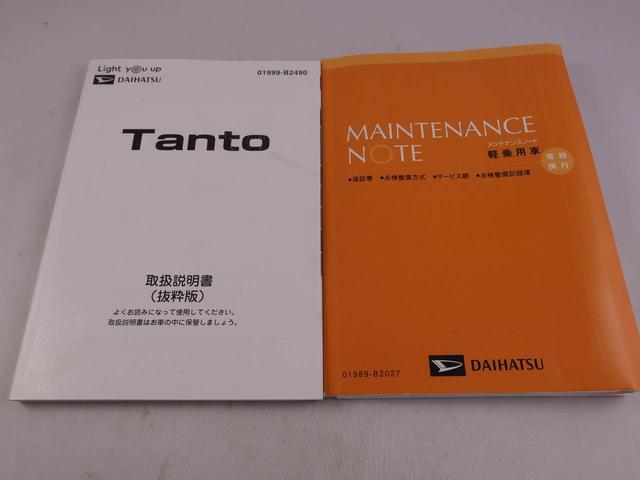 Light you up
DAIHATSU
01999-B2490
Tanto
取扱説明書
(抜粋版)
よくお読みになって使用してください。
取扱説明書はお車の中に保管しましょう。
MAINTENANCE
NOTE
メンテナンスノート
軽乗用車
常時
携行
●保証書 ●点検整備方式 ●サービス網 ●点検整備記録簿
01989-B2027
DAIHATSU